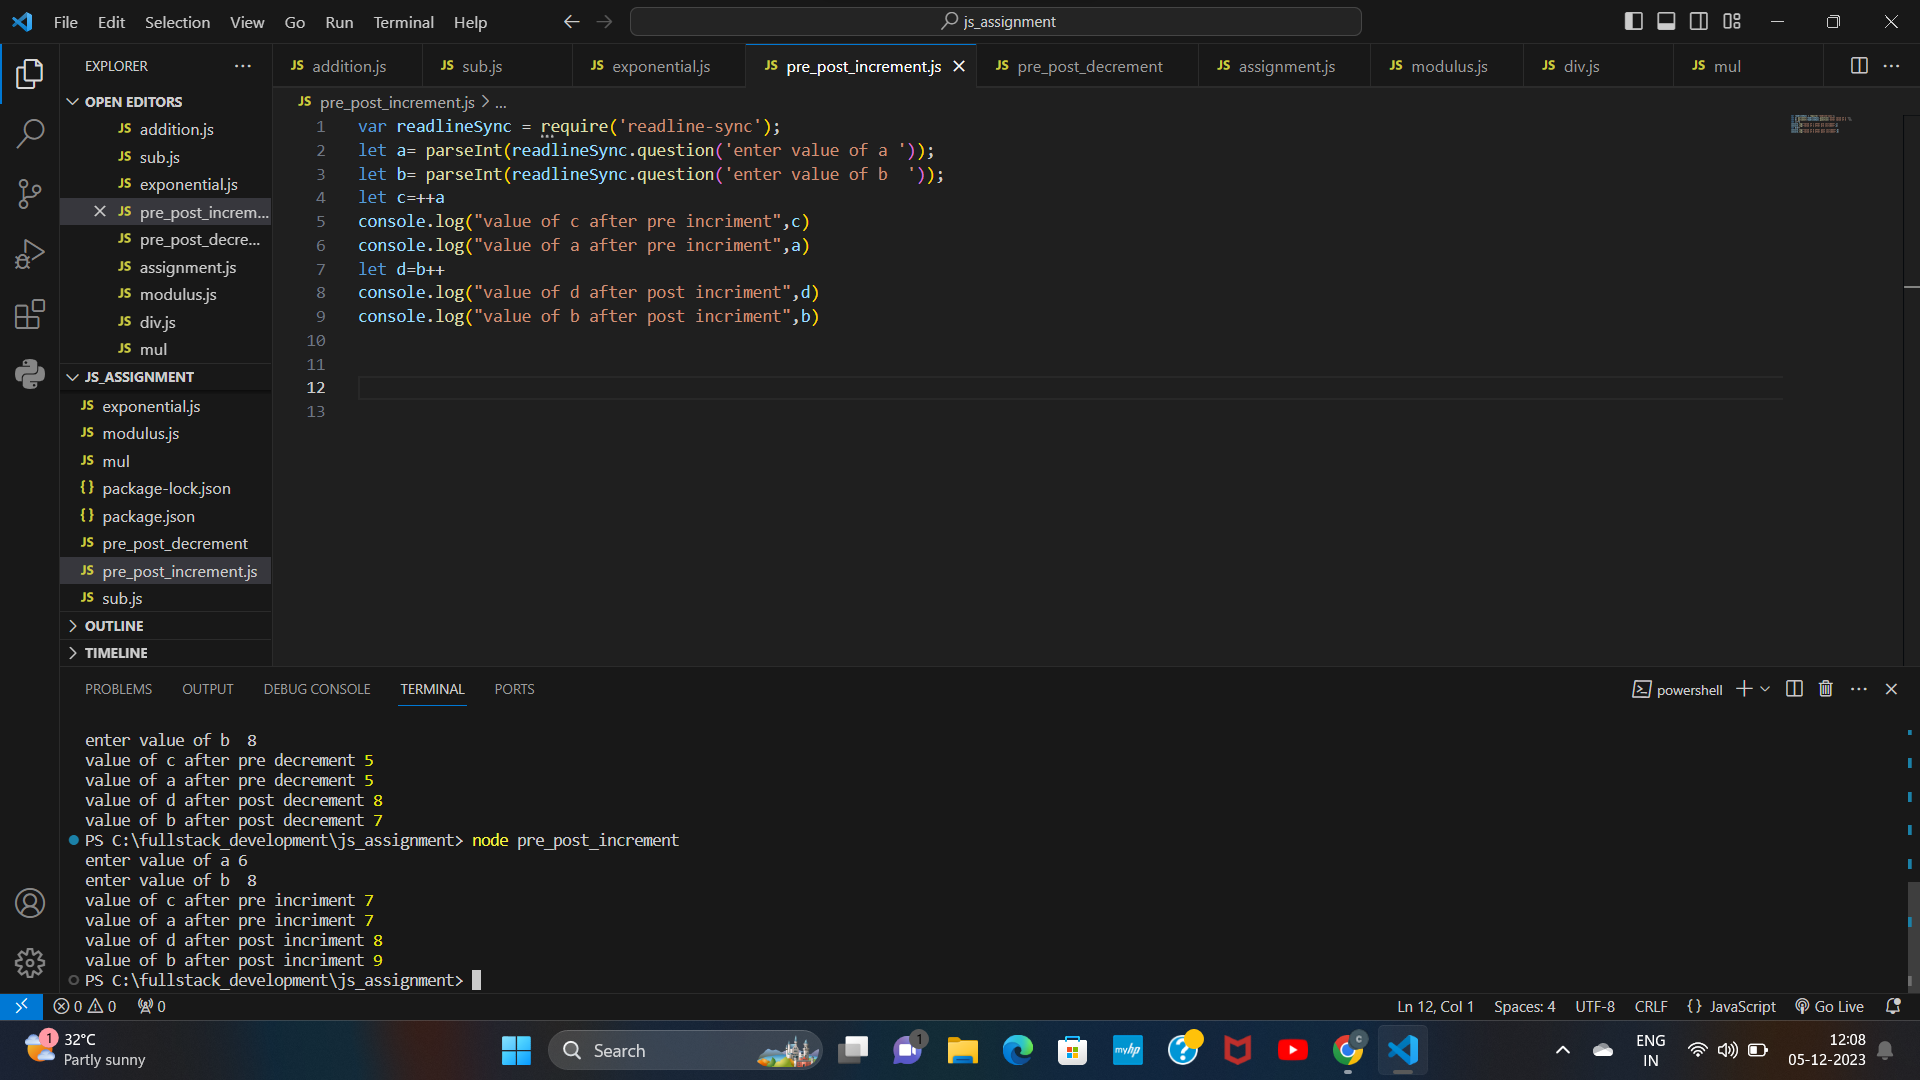 File Edit Selection View Go Run Terminal Help
js_assignment
EXPLORER
OPEN EDITORS
JS addition.js
JS sub.js
JS exponential.js
JS pre_post_increm...
JS pre_post_decre...
JS assignment.js
JS modulus.js
JS div.js
JS mul
JS_ASSIGNMENT
JS exponential.js
JS modulus.js
JS mul
{} package-lock.json
{} package.json
JS pre_post_decrement
JS pre_post_increment.js
JS sub.js
OUTLINE
TIMELINE
JS addition.js JS sub.js JS exponential.js JS pre_post_increment.js JS pre_post_decrement JS assignment.js JS modulus.js JS div.js JS mul
JS pre_post_increment.js > ...
1 var readlineSync = require('readline-sync');
2 let a= parseInt(readlineSync.question('enter value of a '));
3 let b= parseInt(readlineSync.question('enter value of b  '));
4 let c=++a
5 console.log("value of c after pre incriment",c)
6 console.log("value of a after pre incriment",a)
7 let d=b++
8 console.log("value of d after post incriment",d)
9 console.log("value of b after post incriment",b)
10
11
12
13
PROBLEMS OUTPUT DEBUG CONSOLE TERMINAL PORTS
powershell
enter value of b  8
value of c after pre decrement 5
value of a after pre decrement 5
value of d after post decrement 8
value of b after post decrement 7
PS C:\fullstack_development\js_assignment> node pre_post_increment
enter value of a 6
enter value of b  8
value of c after pre incriment 7
value of a after pre incriment 7
value of d after post incriment 8
value of b after post incriment 9
PS C:\fullstack_development\js_assignment>
0 0 0
Ln 12, Col 1 Spaces: 4 UTF-8 CRLF {} JavaScript Go Live
1
32°C
Partly sunny
Search
1
myhp
?
C
ENG
IN
12:08
05-12-2023